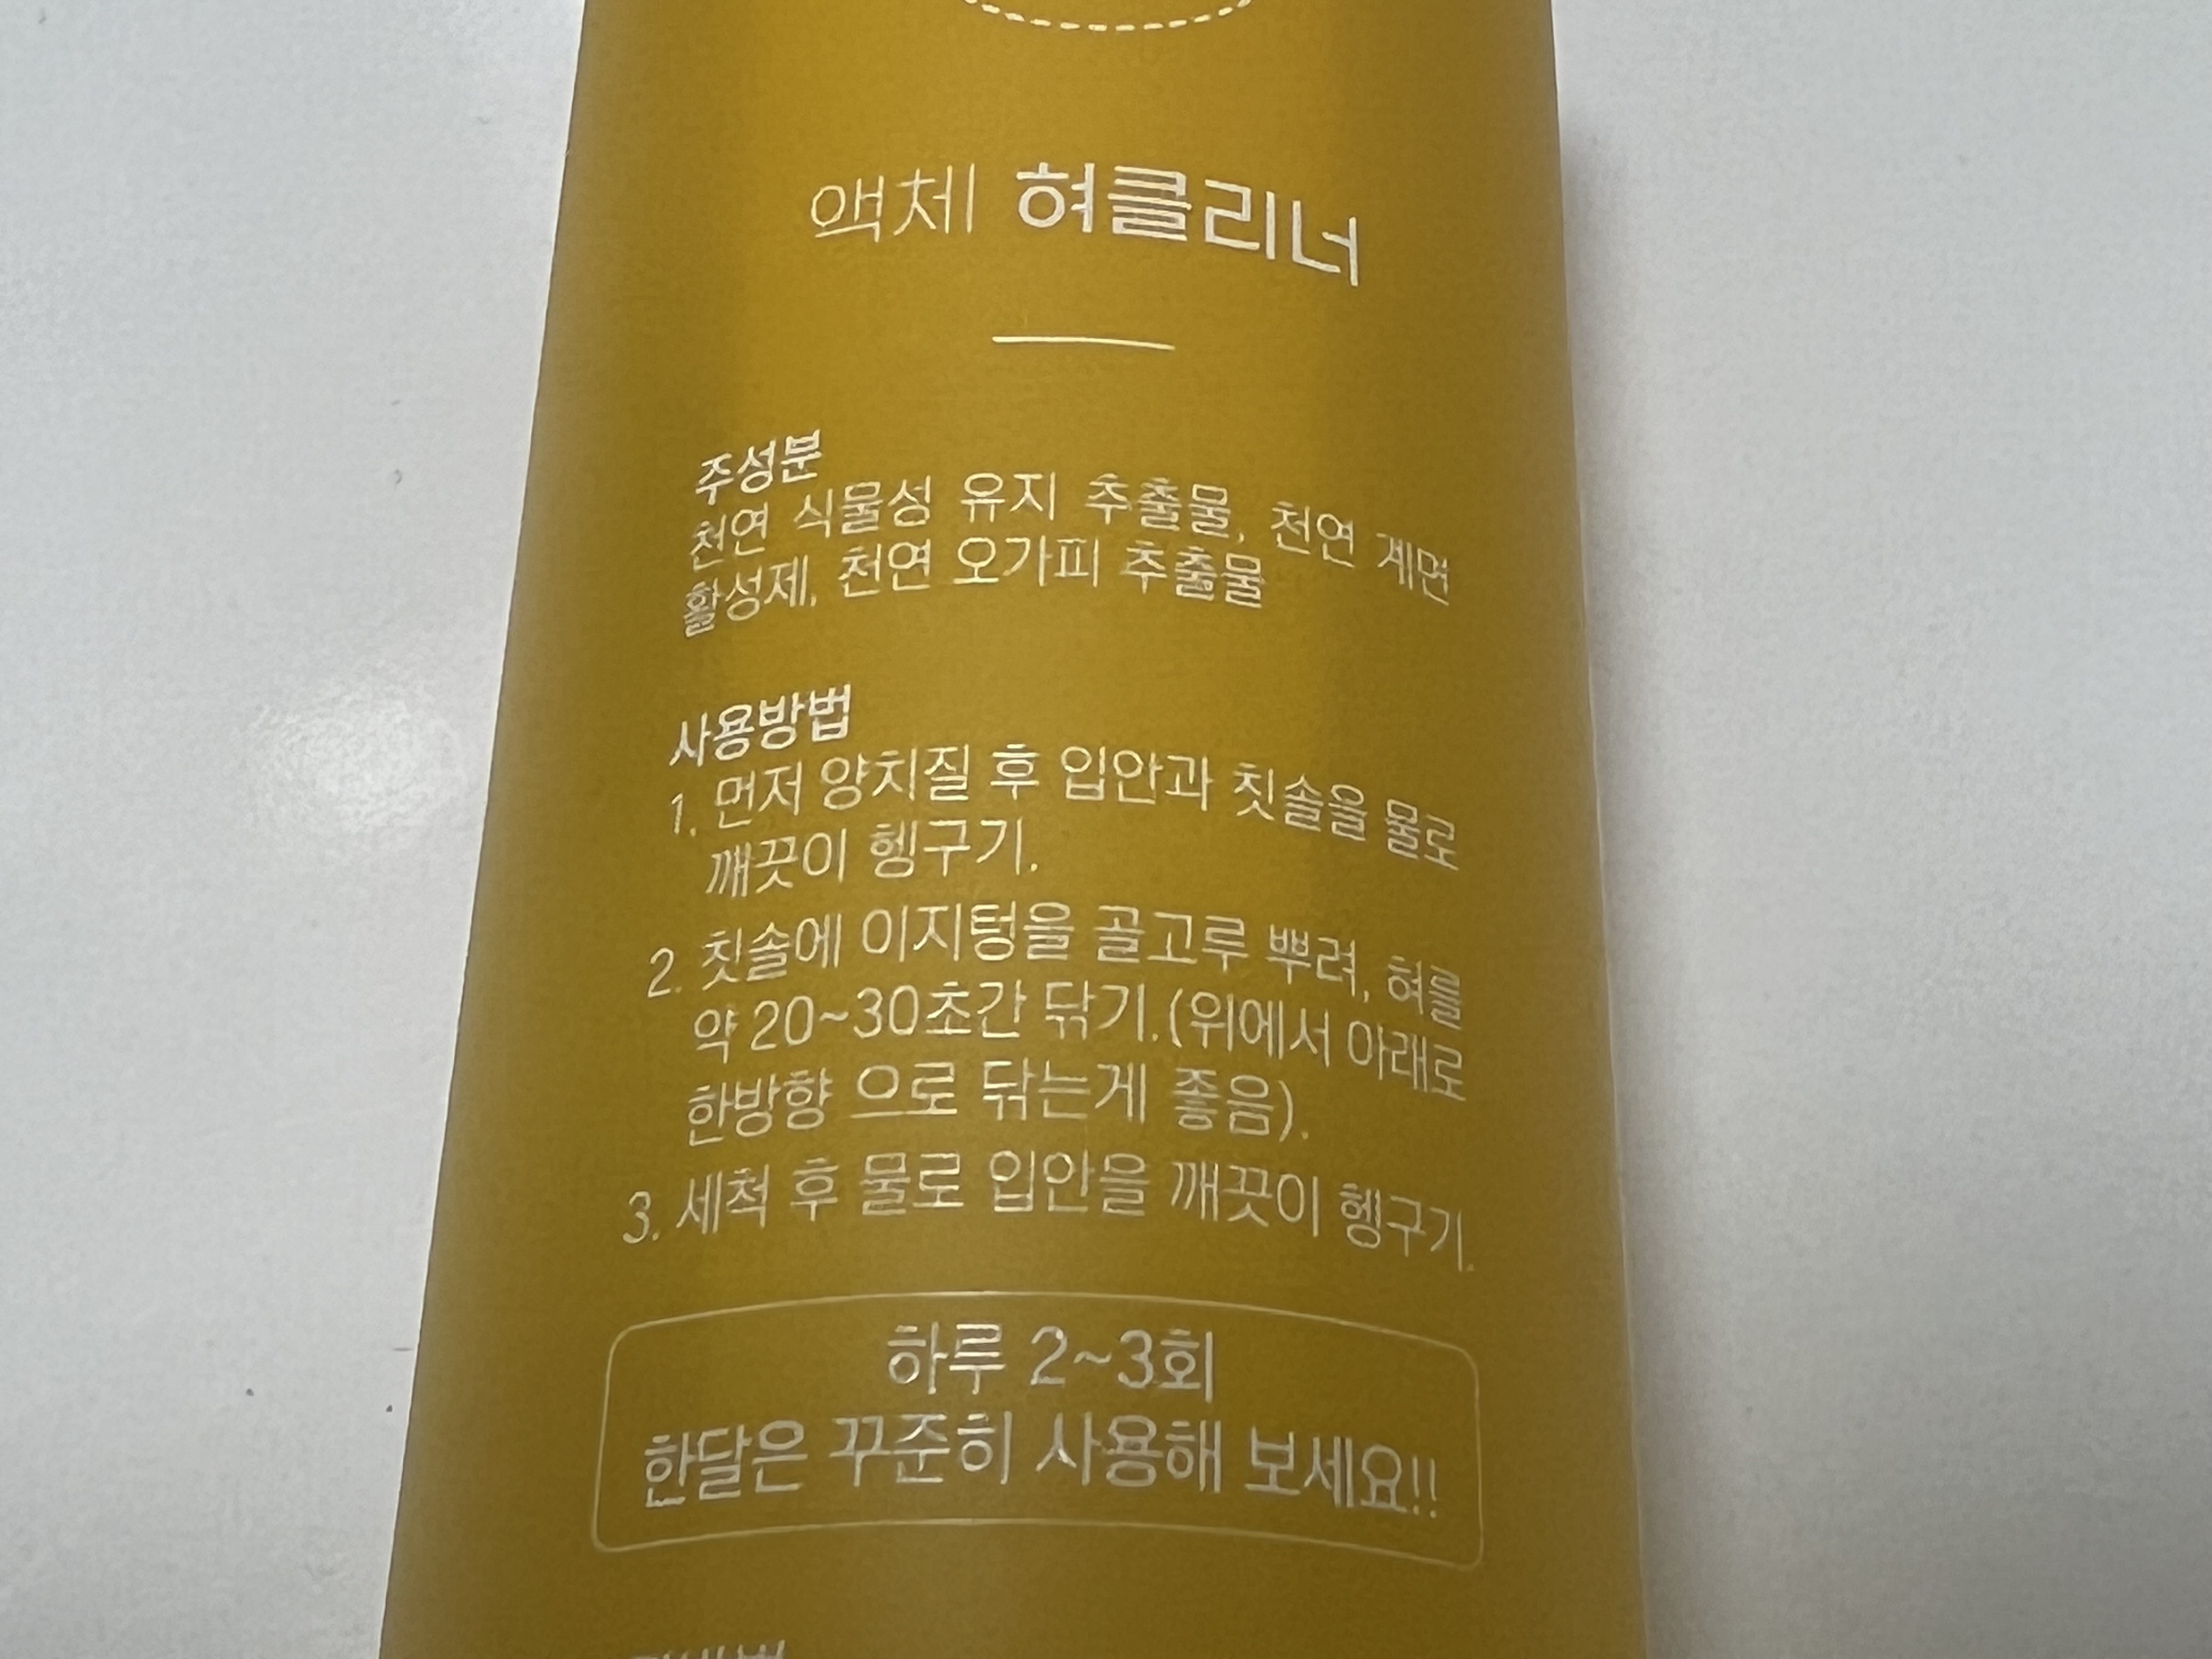 액체 혀클리너
주성분
천연 식물성 유지 추출물, 천연 계면
활성제, 천연 오가피 추출물
사용방법
1. 먼저 양치질 후 입안과 칫솔을 물로
깨끗이 헹구기.
2. 칫솔에 이지텅을 골고루 뿌려, 혀를
약 20~30초간 닦기.(위에서 아래로
한방향 으로 닦는게 좋음).
3. 세척 후 물로 입안을 깨끗이 헹구기.
하루 2~3회
한달은 꾸준히 사용해 보세요!!